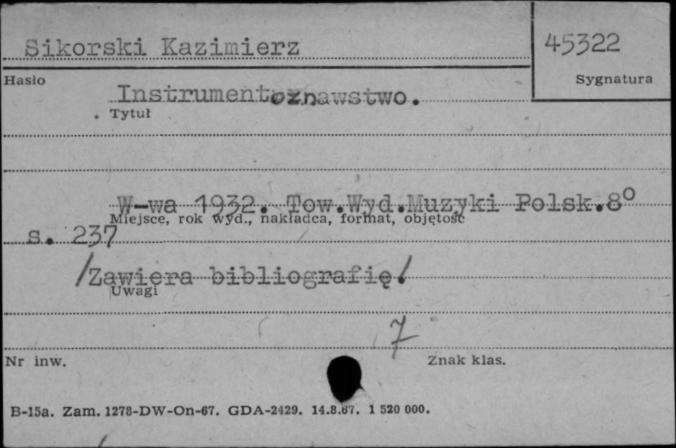 Sikorski Kazimierz 45322
Hasło Sygnatura
Instrumentoznawstwo.
Tytuł
W-wa 1932. Tow.Wyd.Muzyki Polsk.8⁰
Miejsce, rok wyd., nakładca, format, objętość
s. 237
/Zawiera bibliografię/
Uwagi
7
Nr inw. Znak klas.
B-15a. Zam. 1278-DW-On-67. GDA-2429. 14.8.67. 1 520 000.